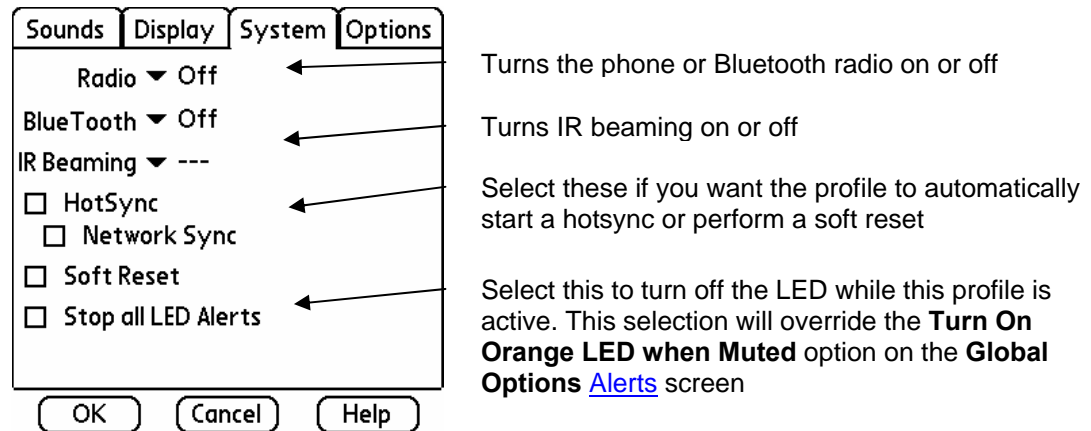 Sounds Display System Options
Radio ▼ Off
BlueTooth ▼ Off
IR Beaming ▼ ---
HotSync
Network Sync
Soft Reset
Stop all LED Alerts
OK Cancel Help
Turns the phone or Bluetooth radio on or off
Turns IR beaming on or off
Select these if you want the profile to automatically
start a hotsync or perform a soft reset
Select this to turn off the LED while this profile is
active. This selection will override the Turn On
Orange LED when Muted option on the Global
Options Alerts screen